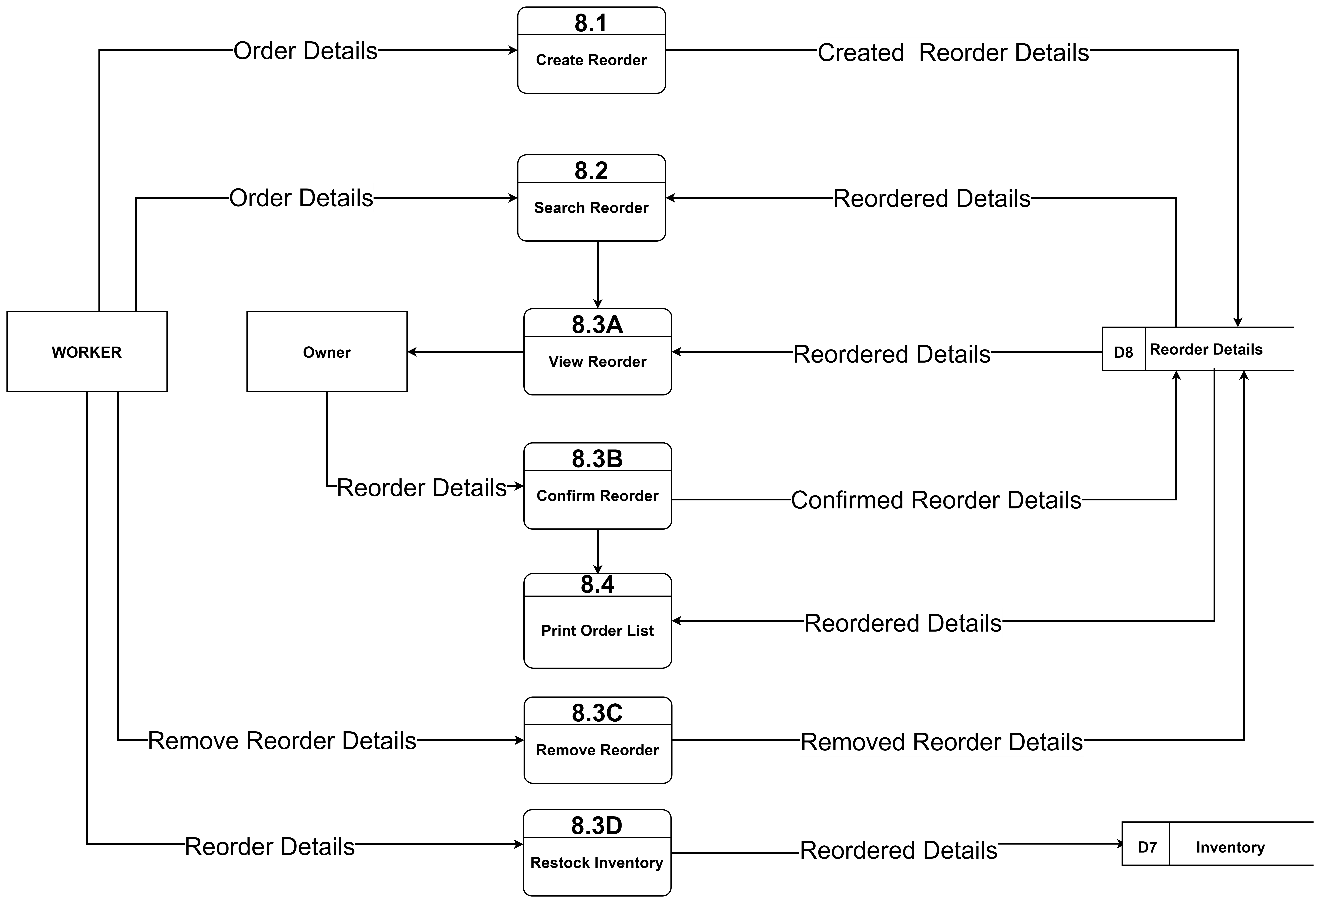 8.1
Order Details
Create Reorder
Created  Reorder Details
8.2
Order Details
Search Reorder
Reordered Details
8.3A
WORKER
Owner
View Reorder
Reordered Details
D8
Reorder Details
8.3B
Reorder Details
Confirm Reorder
Confirmed Reorder Details
8.4
Print Order List
Reordered Details
8.3C
Remove Reorder Details
Remove Reorder
Removed Reorder Details
8.3D
Reorder Details
Restock Inventory
Reordered Details
D7
Inventory